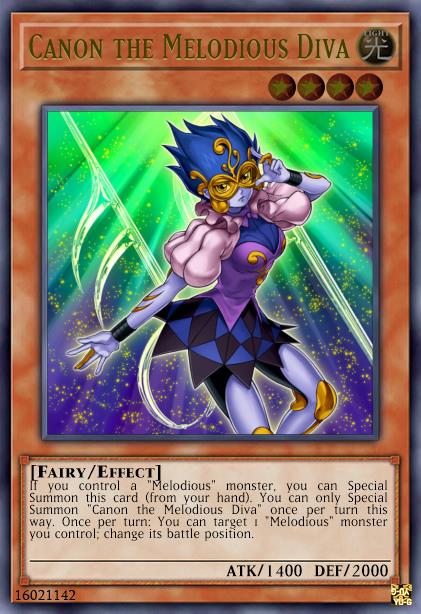 CANON THE MELODIOUS DIVA
LIGHT
光
[FAIRY/EFFECT]
If you control a "Melodious" monster, you can Special
Summon this card (from your hand). You can only Special
Summon "Canon the Melodious Diva" once per turn this
way. Once per turn: You can target 1 "Melodious" monster
you control; change its battle position.
ATK/1400 DEF/2000
16021142